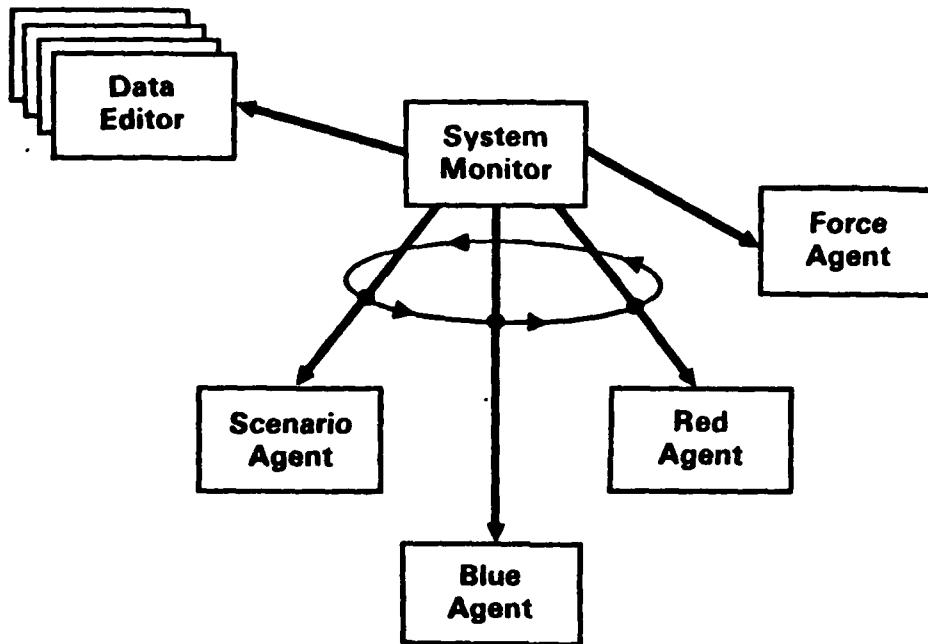 Data
Editor
System
Monitor
Force
Agent
Scenario
Agent
Red
Agent
Blue
Agent